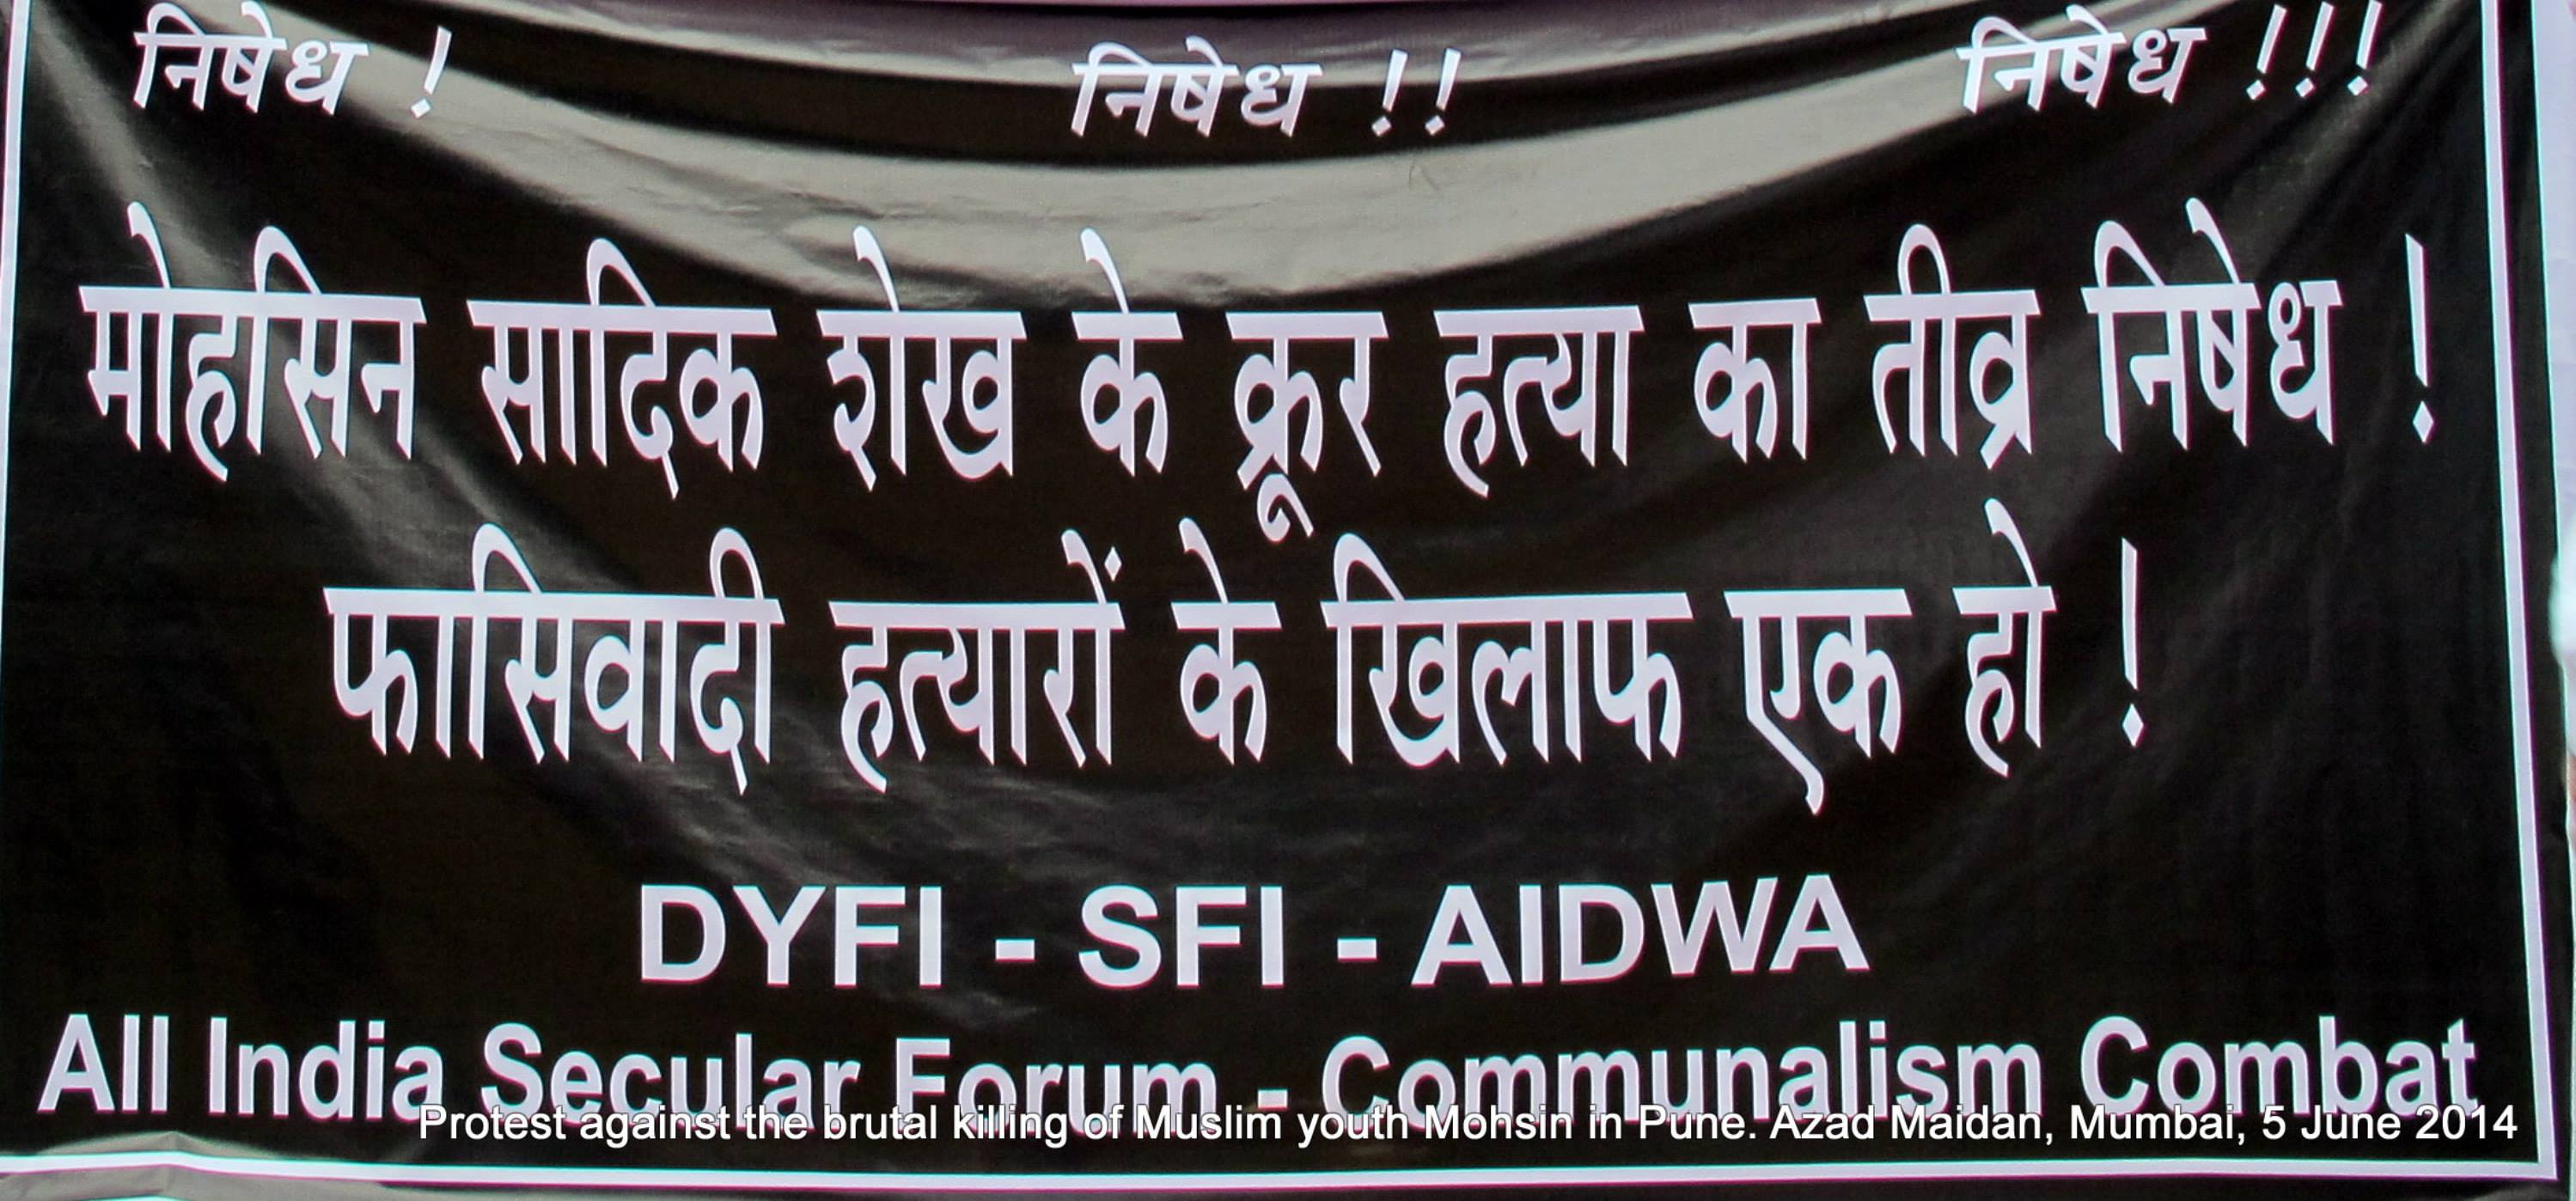 निषेध ! निषेध !! निषेध !!!
मोहसिन सादिक शेख के क्रूर हत्या का तीव्र निषेध !
फासिवादी हत्यारों के खिलाफ एक हो !
DYFI - SFI - AIDWA
All India Secular Forum - Communalism Combat
Protest against the brutal killing of Muslim youth Mohsin in Pune. Azad Maidan, Mumbai, 5 June 2014